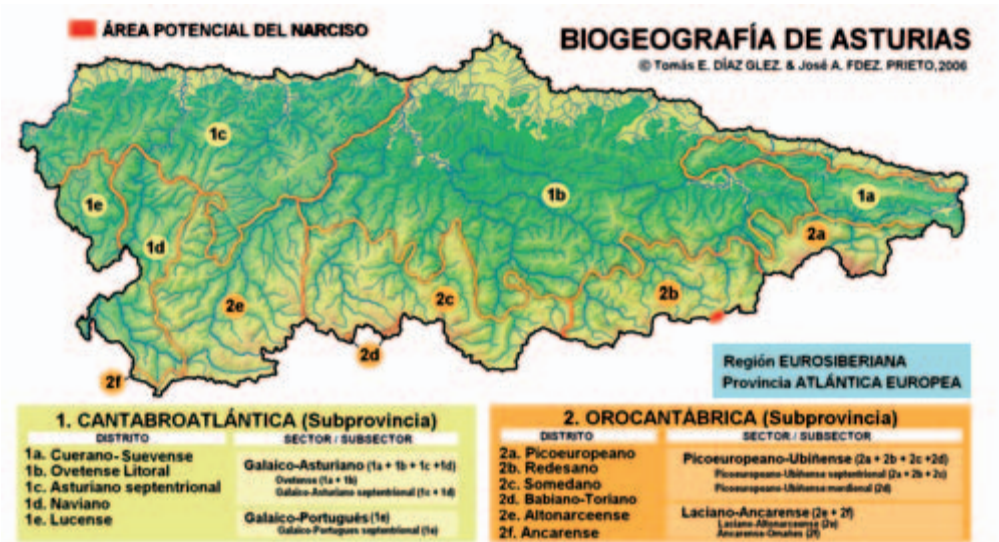 ÁREA POTENCIAL DEL NARCISO
BIOGEOGRAFÍA DE ASTURIAS
© Tomás E. DÍAZ GLEZ. & José A. FDEZ. PRIETO, 2006
1c
1e
1b
1a
1d
2a
2e
2c
2b
2d
2f
Región EUROSIBERIANA
Provincia ATLÁNTICA EUROPEA
1. CANTABROATLÁNTICA (Subprovincia)
DISTRITO
SECTOR / SUBSECTOR
1a. Cuerano-Suevense
1b. Ovetense Litoral
1c. Asturiano septentrional
1d. Naviano
1e. Lucense
Galaico-Asturiano (1a + 1b + 1c +1d)
Ovetense (1a + 1b)
Galaico-Asturiano septentrional (1c + 1d)
Galaico-Portugués (1e)
Galaico-Portugues septentrional (1e)
2. OROCANTÁBRICA (Subprovincia)
DISTRITO
SECTOR / SUBSECTOR
2a. Picoeuropeano
2b. Redesano
2c. Somedano
2d. Babiano-Toriano
2e. Altonarceense
2f. Ancarense
Picoeuropeano-Ubiñense (2a + 2b + 2c +2d)
Picoeuropeano-Ubiñense septentrional (2a + 2b + 2c)
Picoeuropeano-Ubiñense meridional (2d)
Laciano-Ancarense (2e + 2f)
Laciano-Altonarceense (2e)
Ancarense-Omañes (2f)